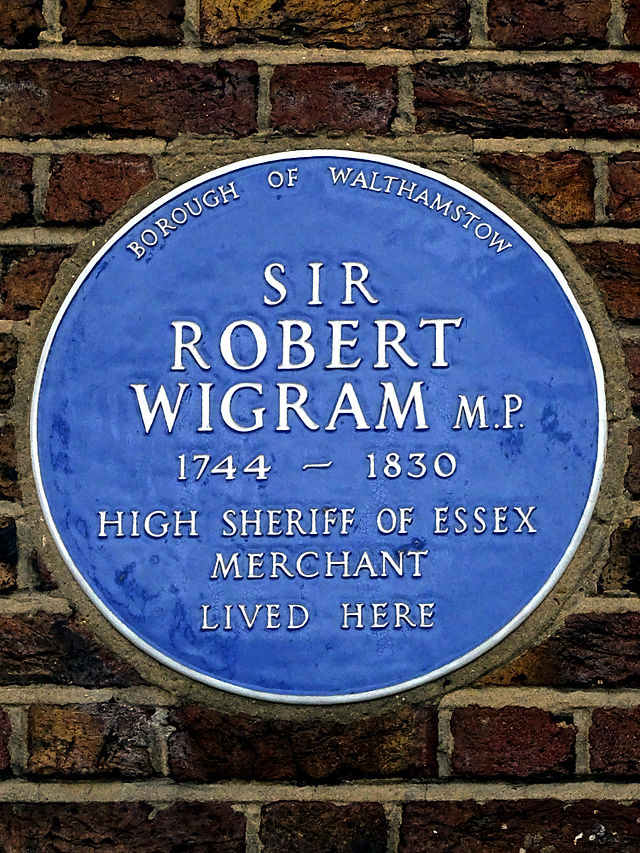 BOROUGH OF WALTHAMSTOW
SIR
ROBERT
WIGRAM M.P.
1744 – 1830
HIGH SHERIFF OF ESSEX
MERCHANT
LIVED HERE